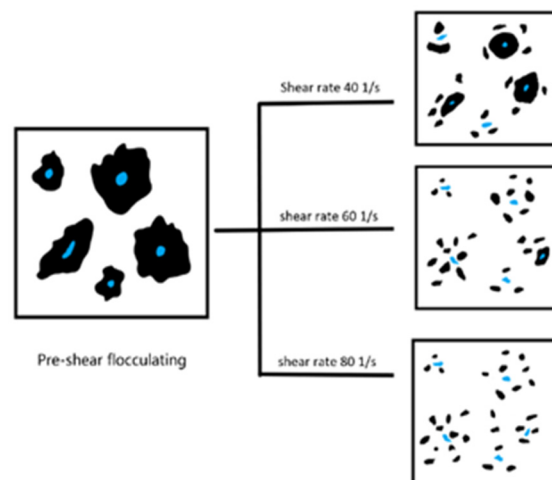 Shear rate 40 1/s
shear rate 60 1/s
Pre-shear flocculating
shear rate 80 1/s